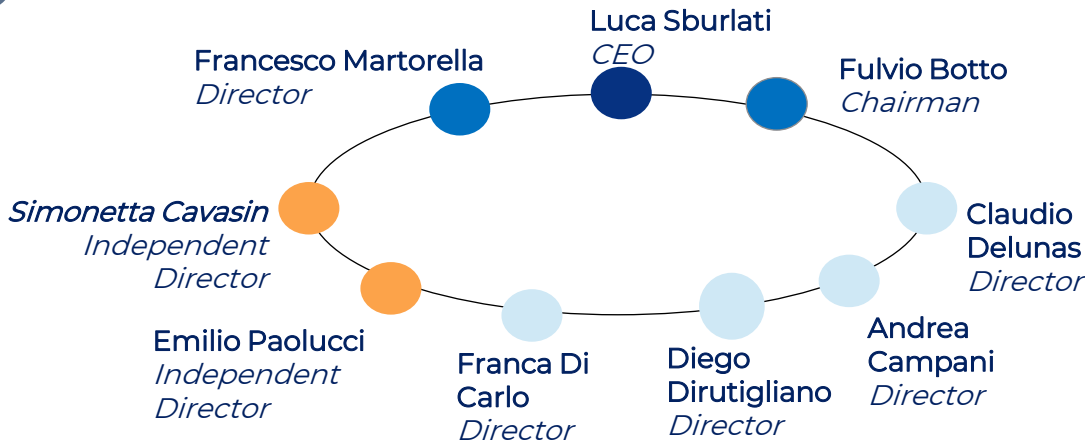 Luca Sburlati
CEO
Francesco Martorella
Director
Fulvio Botto
Chairman
Simonetta Cavasin
Independent
Director
Claudio
Delunas
Director
Emilio Paolucci
Independent
Director
Franca Di
Carlo
Director
Diego
Dirutigliano
Director
Andrea
Campani
Director